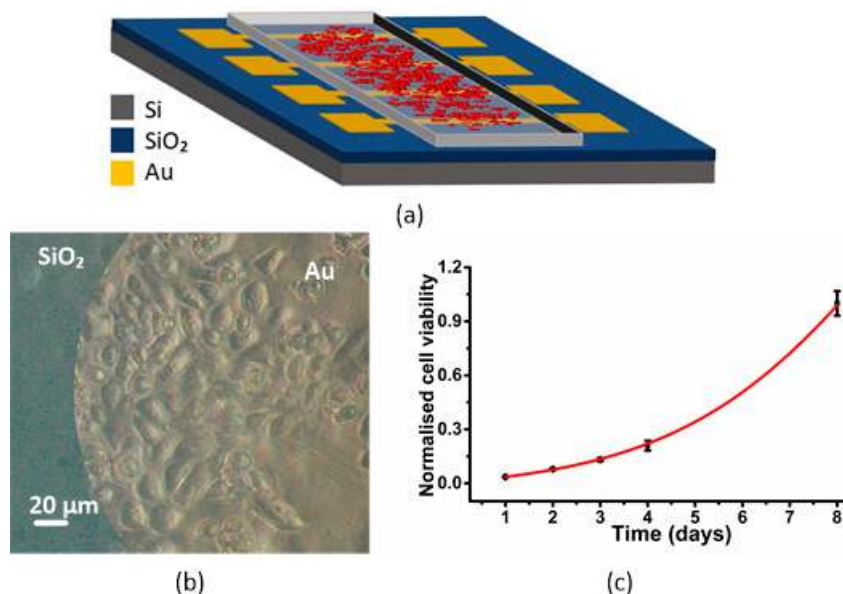 Si
SiO₂
Au
(a)
SiO₂
Au
20 µm
(b)
Normalised cell viability
1.2
0.9
0.6
0.3
0.0
1 2 3 4 5 6 7 8
Time (days)
(c)